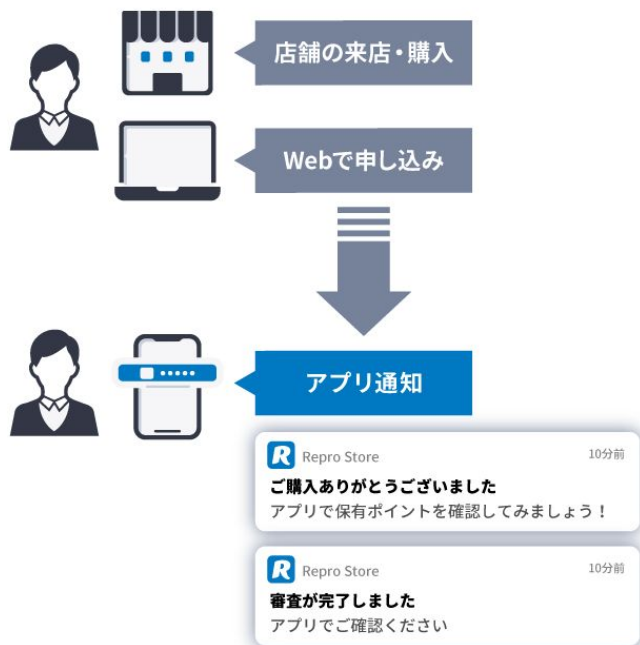 店舗の来店・購入
Webで申し込み
アプリ通知
R Repro Store 10分前
ご購入ありがとうございました
アプリで保有ポイントを確認してみましょう！
R Repro Store 10分前
審査が完了しました
アプリでご確認ください